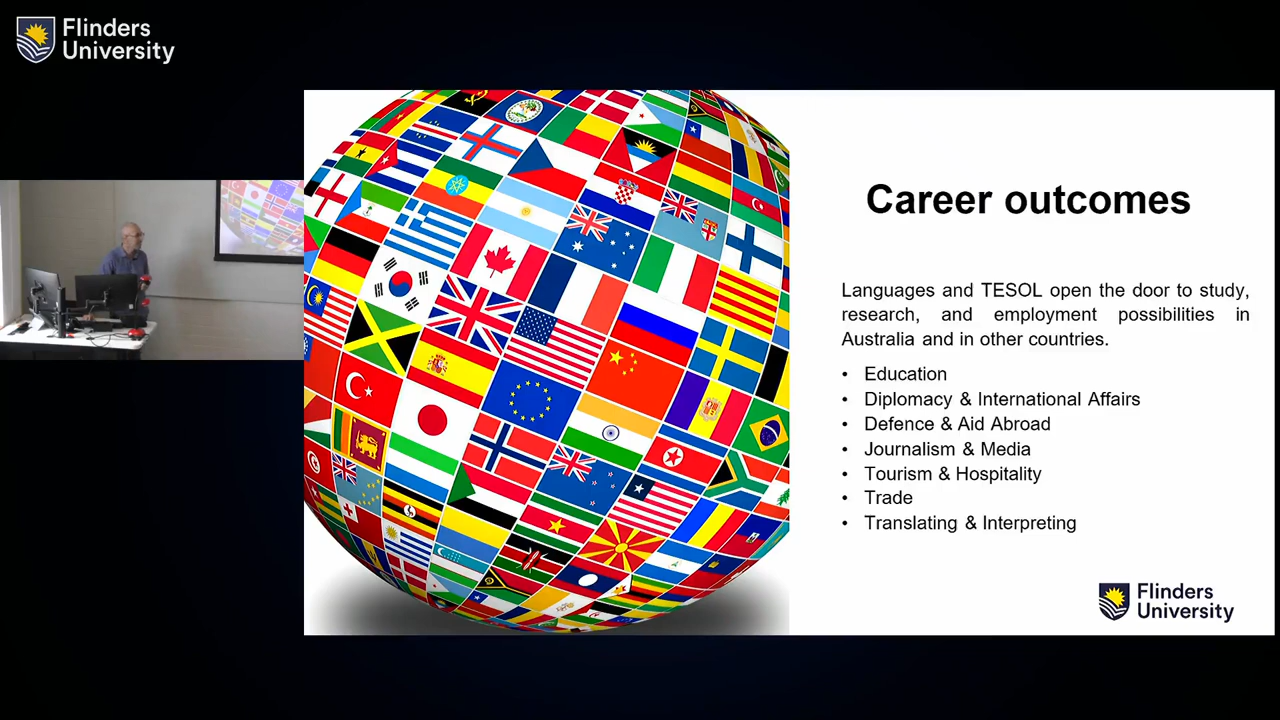 Flinders
University
Career outcomes
Languages and TESOL open the door to study,
research, and employment possibilities in
Australia and in other countries.
• Education
• Diplomacy & International Affairs
• Defence & Aid Abroad
• Journalism & Media
• Tourism & Hospitality
• Trade
• Translating & Interpreting
Flinders
University